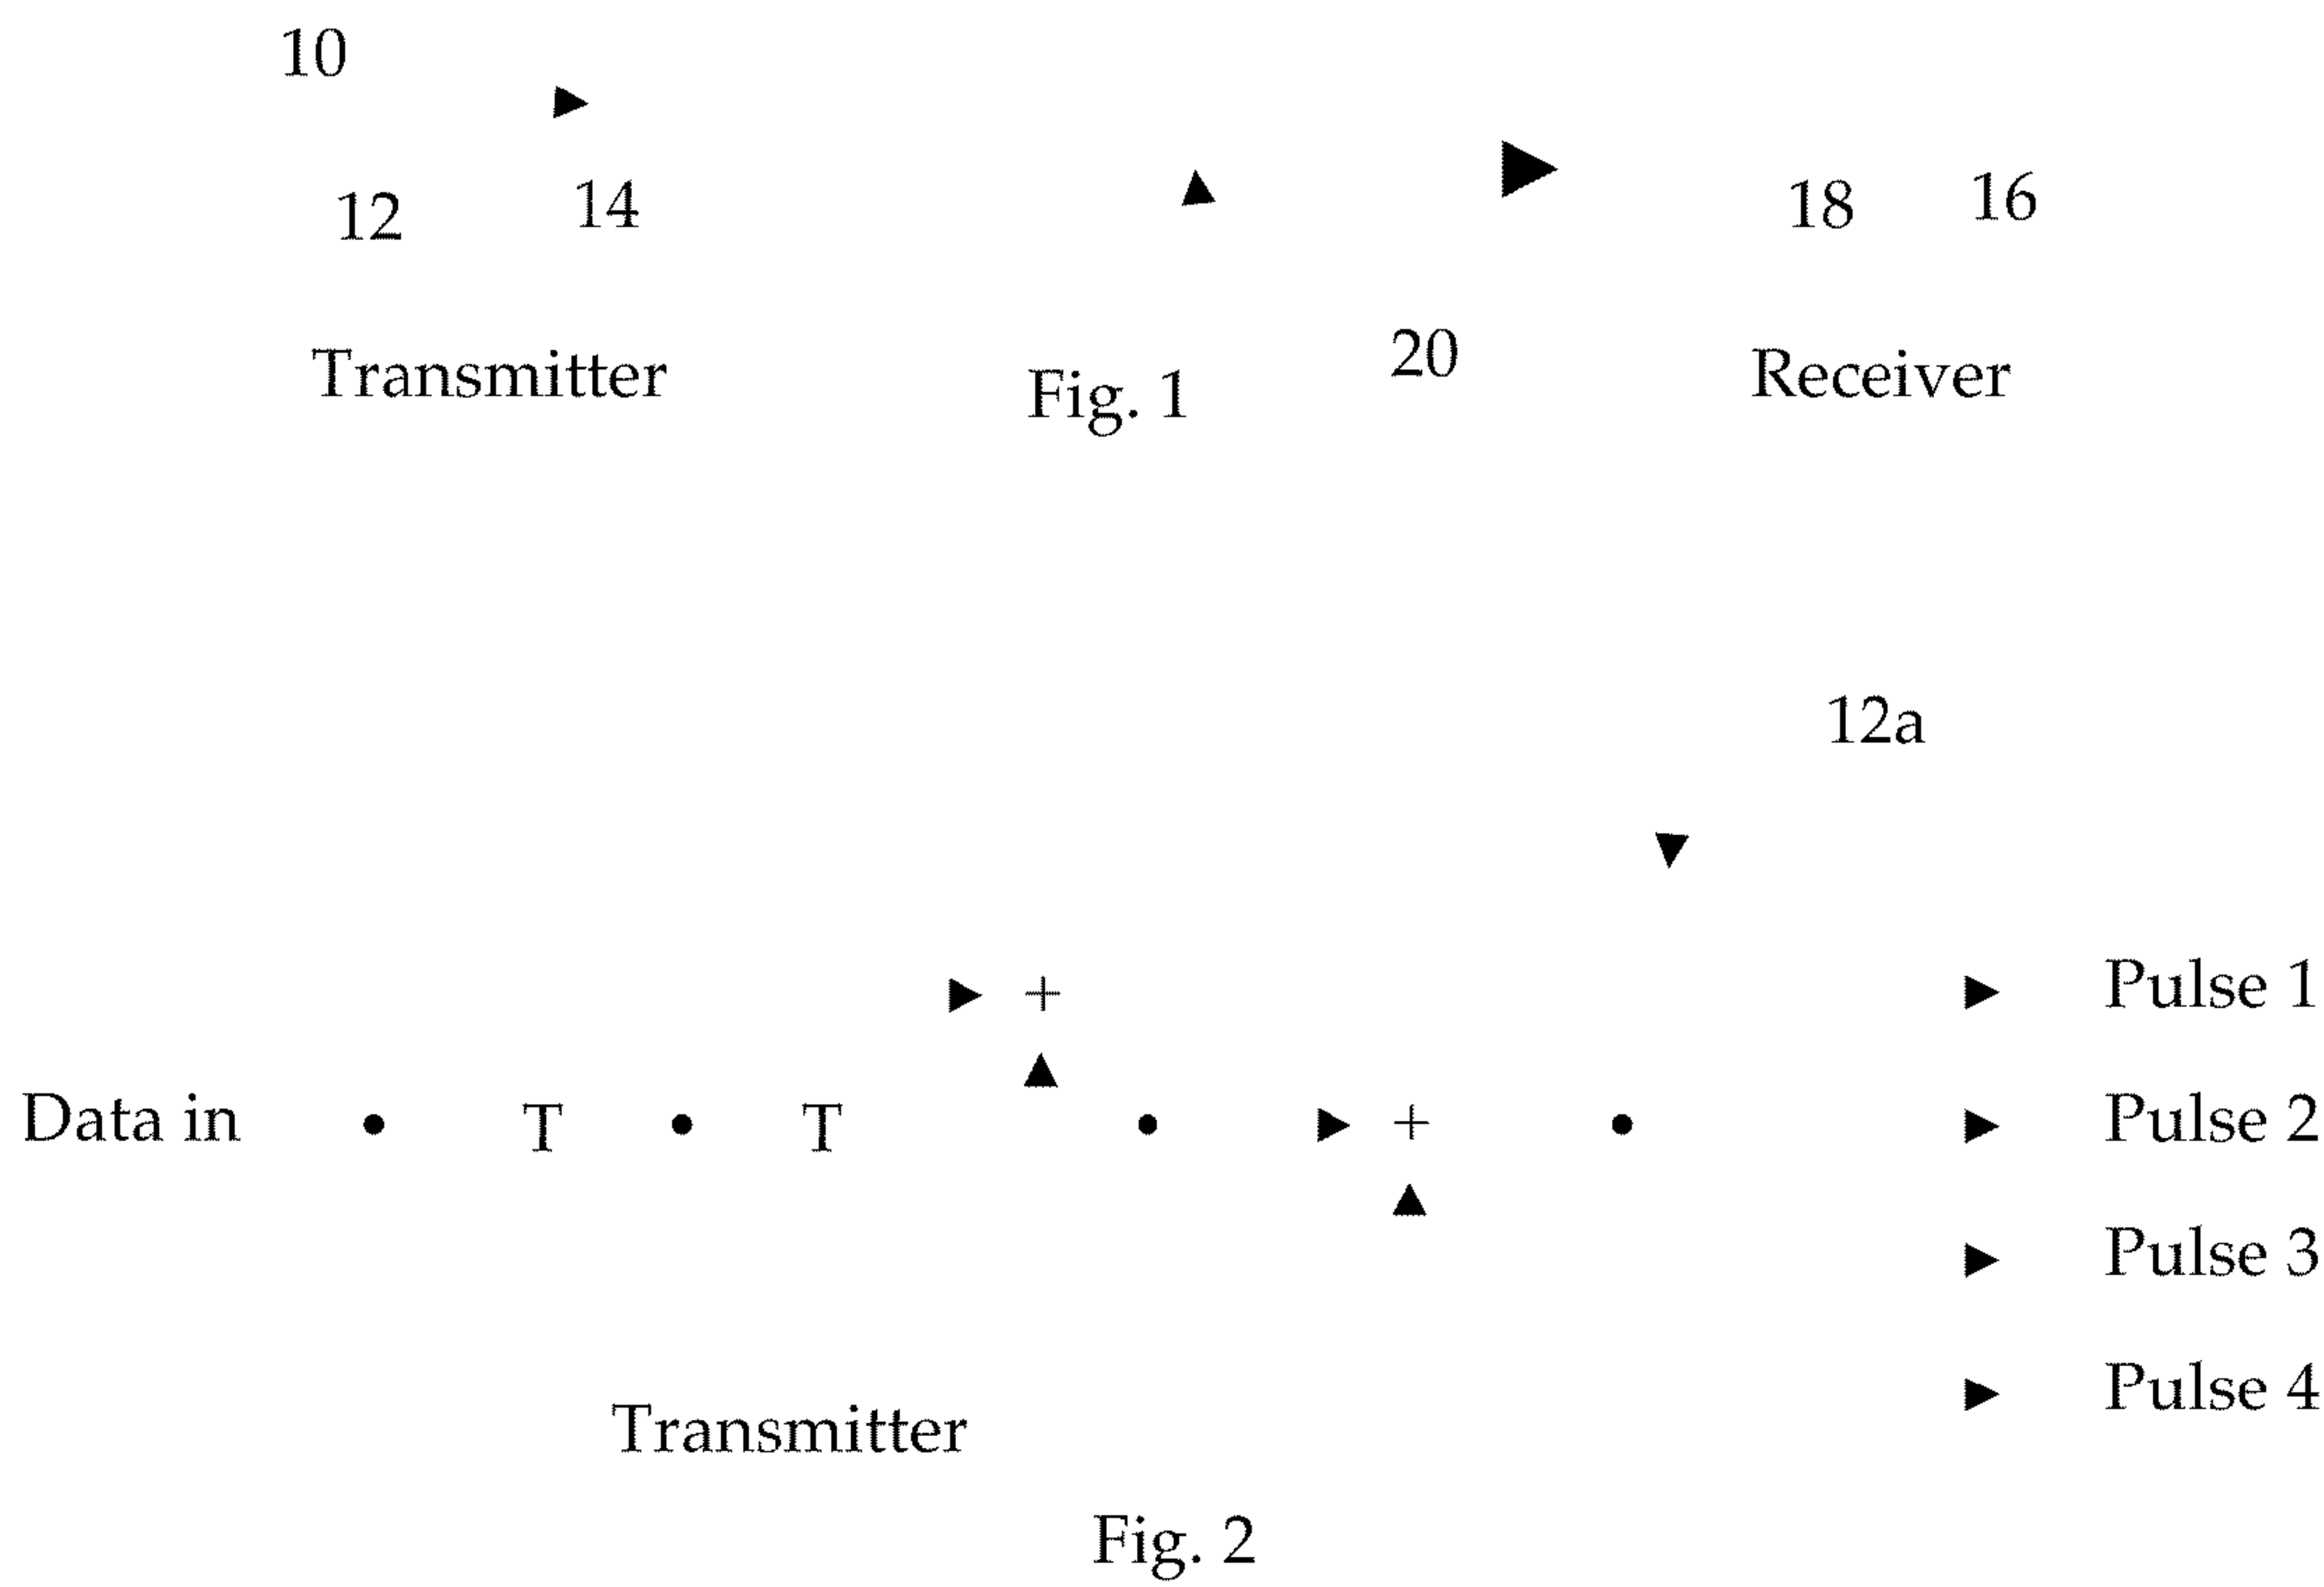 10
12 14 18 16
Transmitter Fig. 1 20 Receiver
12a
+ Pulse 1
Data in T T + Pulse 2
Pulse 3
Pulse 4
Transmitter
Fig. 2